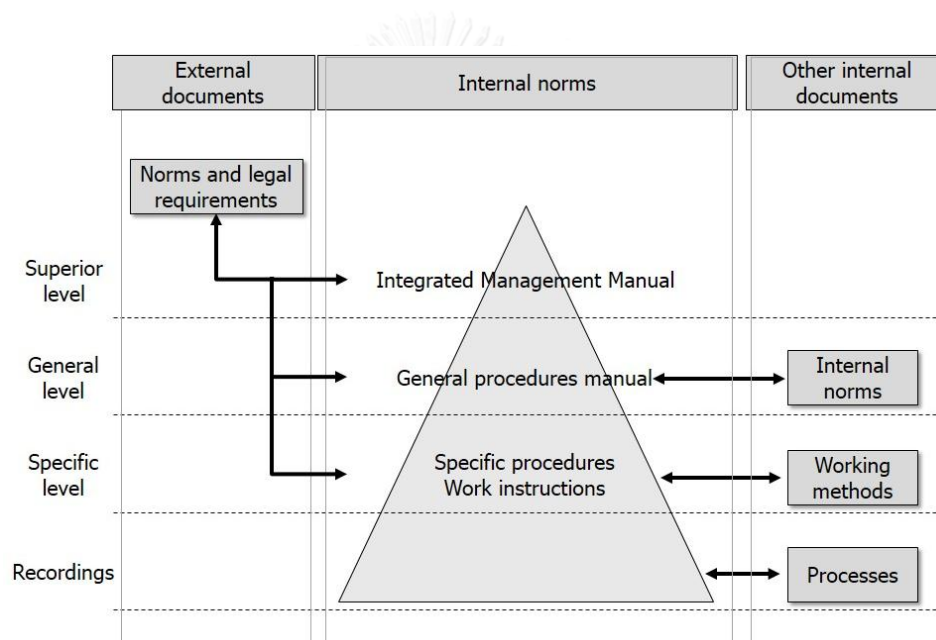 External
documents
Internal norms
Other internal
documents
Norms and legal
requirements
Superior
level
Integrated Management Manual
General
level
General procedures manual
Internal
norms
Specific
level
Specific procedures
Work instructions
Working
methods
Recordings
Processes